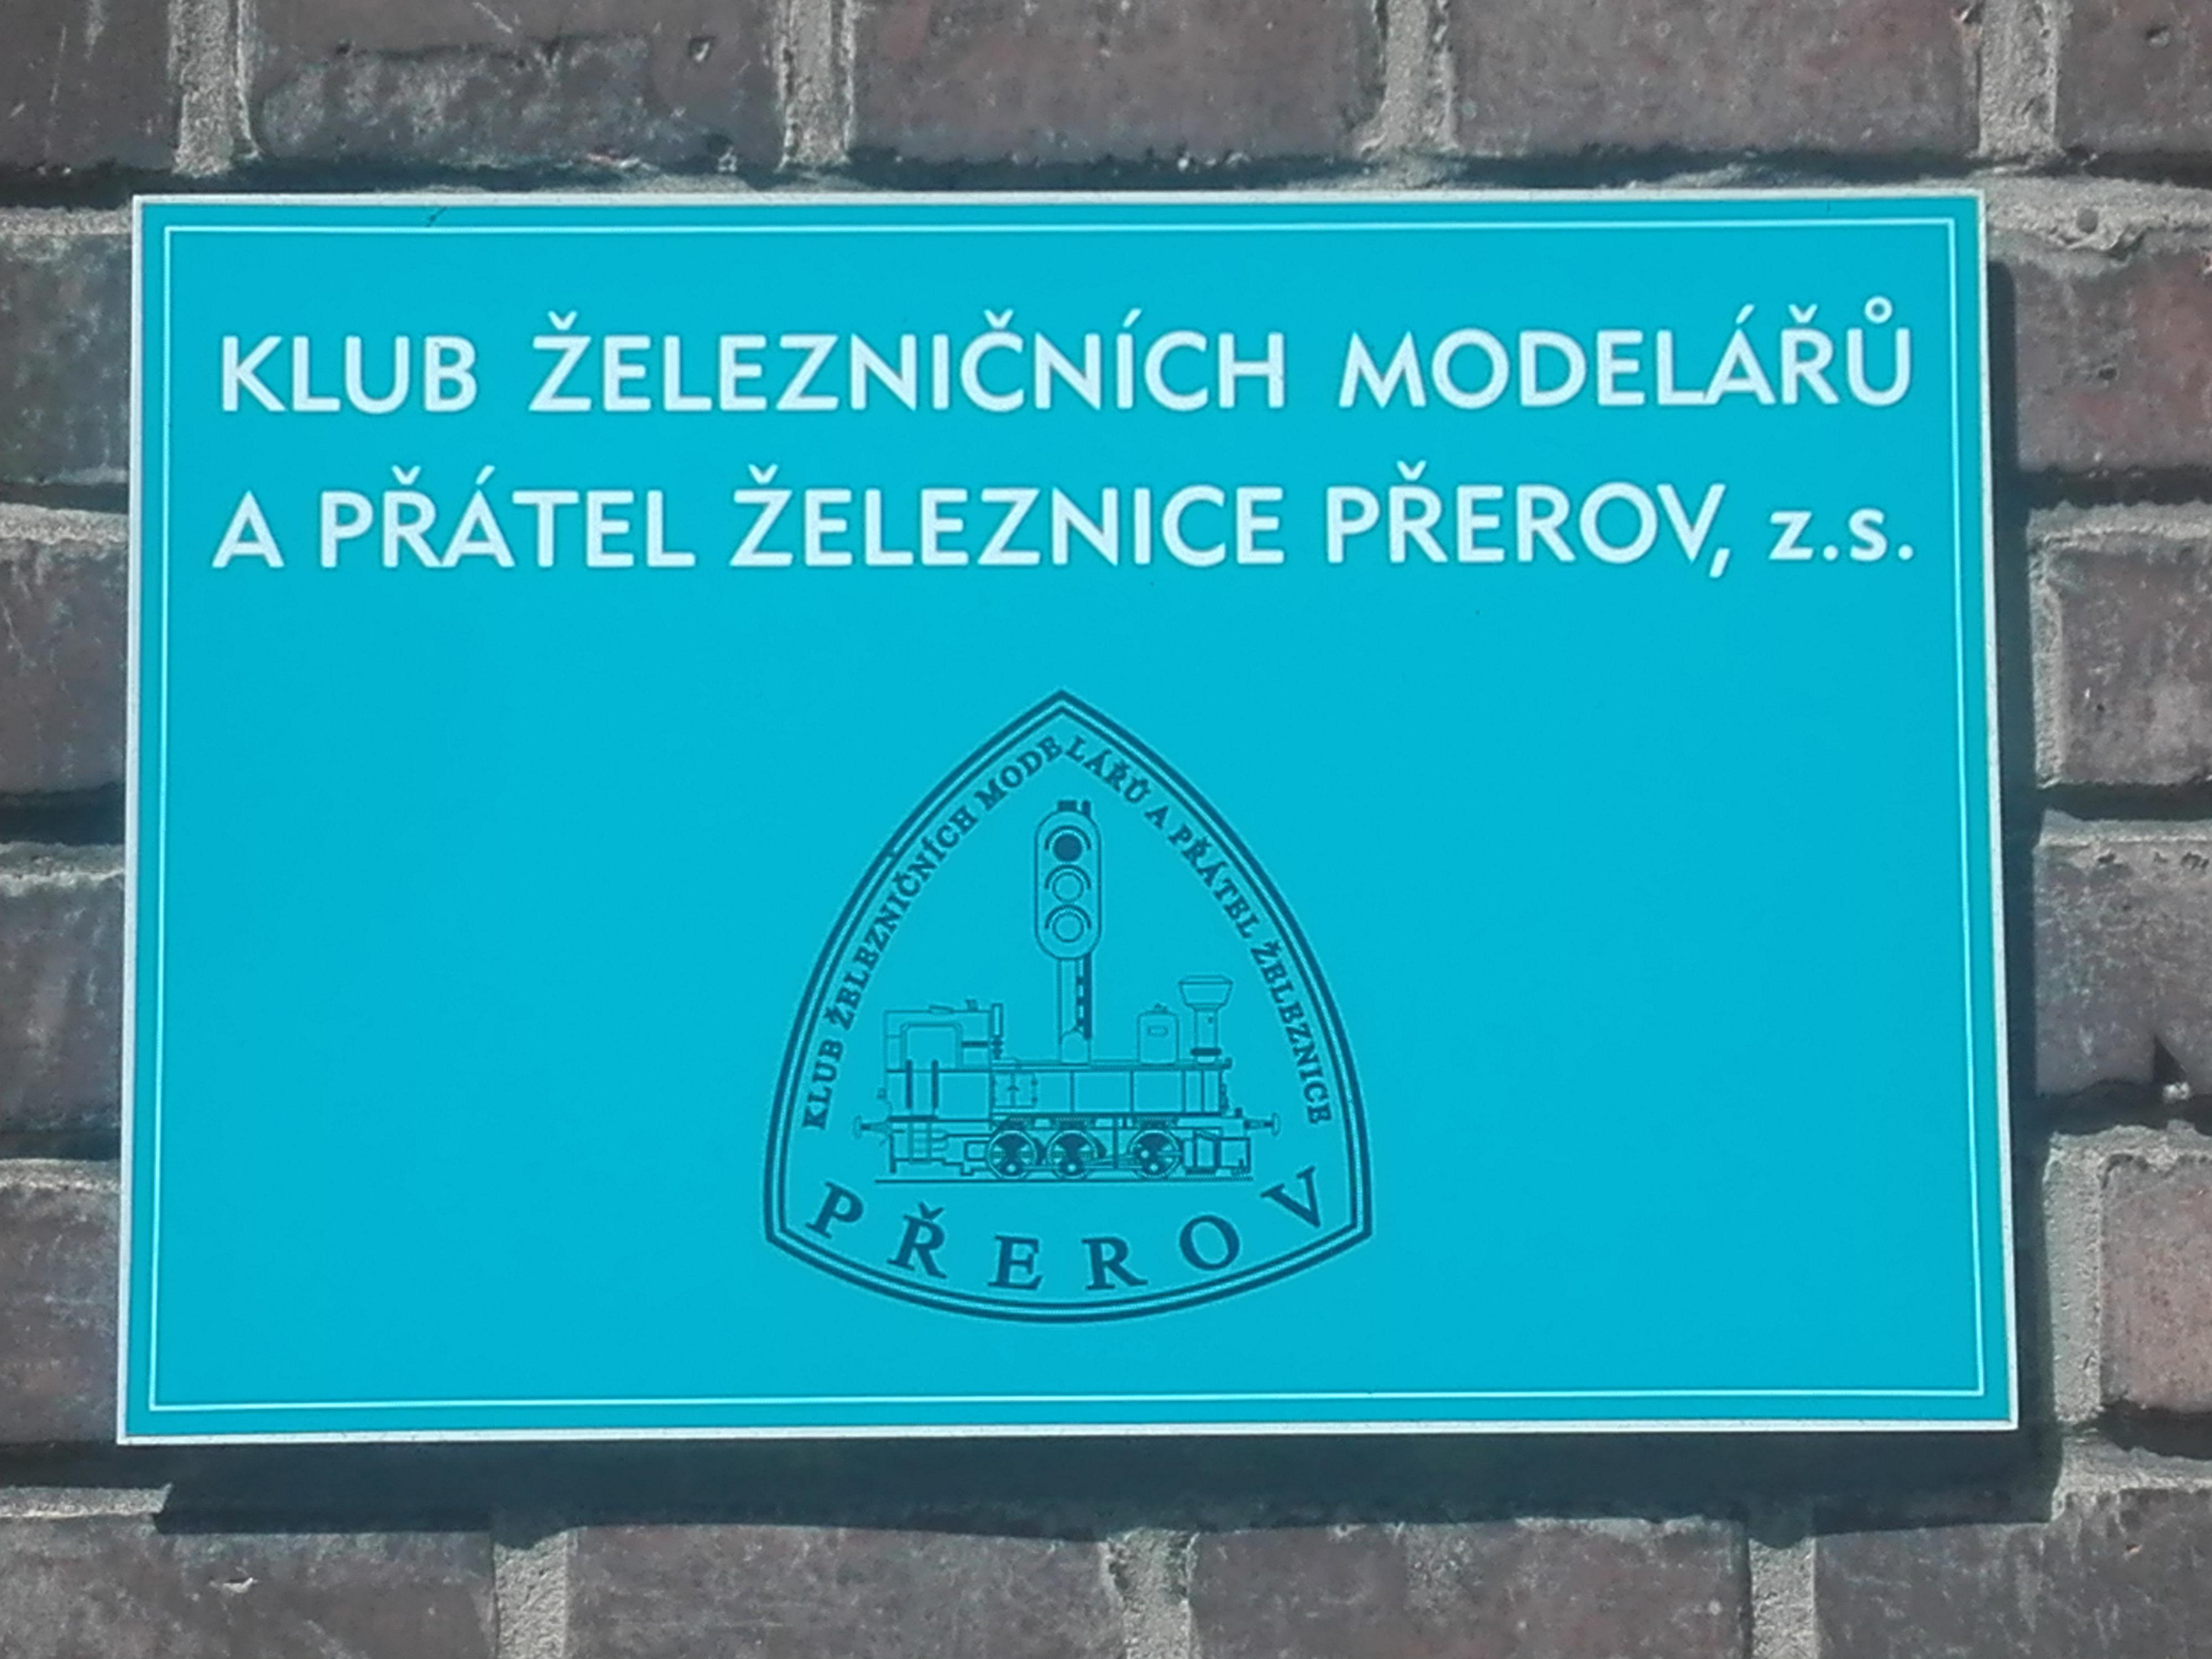 KLUB ŽELEZNIČNÍCH MODELÁŘŮ
A PŘÁTEL ŽELEZNICE PŘEROV, z.s.
KLUB ŽELEZNIČNÍCH MODELÁŘŮ A PŘÁTEL ŽELEZNICE
PŘEROV